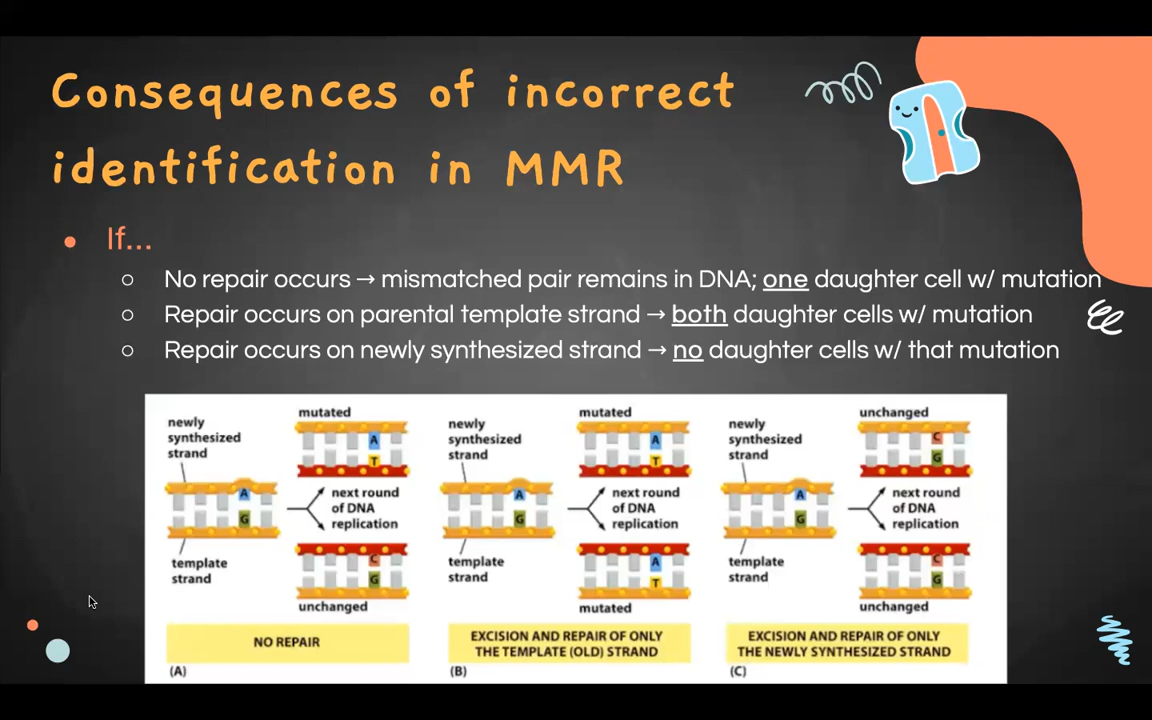 Consequences of incorrect
identification in MMR
• If...
○ No repair occurs → mismatched pair remains in DNA; one daughter cell w/ mutation
○ Repair occurs on parental template strand → both daughter cells w/ mutation
○ Repair occurs on newly synthesized strand → no daughter cells w/ that mutation
newly
synthesized
strand
A
G
template
strand
mutated
A
T
next round
of DNA
replication
C
G
unchanged
NO REPAIR
(A)
newly
synthesized
strand
A
G
template
strand
mutated
A
T
next round
of DNA
replication
A
T
mutated
EXCISION AND REPAIR OF ONLY
THE TEMPLATE (OLD) STRAND
(B)
newly
synthesized
strand
A
G
template
strand
unchanged
C
G
next round
of DNA
replication
C
G
unchanged
EXCISION AND REPAIR OF ONLY
THE NEWLY SYNTHESIZED STRAND
(C)